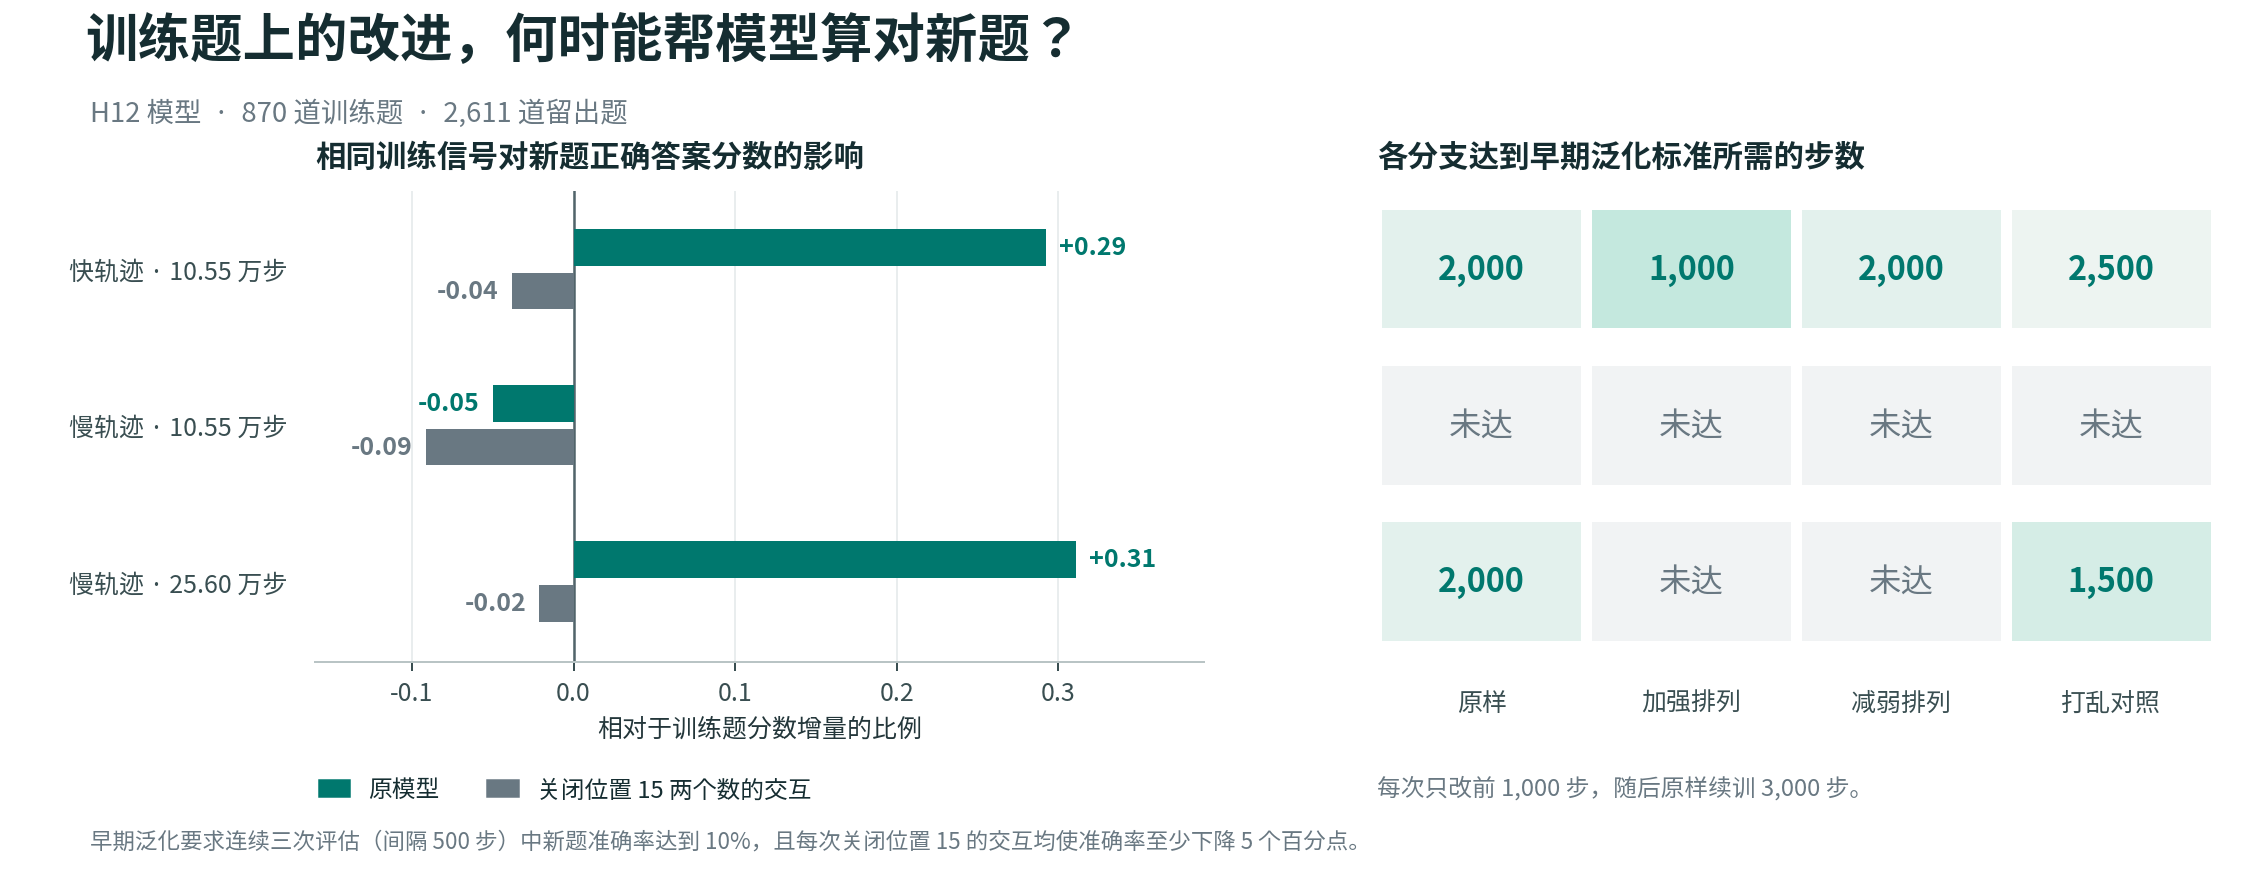 训练题上的改进，何时能帮模型算对新题？
H12 模型 · 870 道训练题 · 2,611 道留出题
相同训练信号对新题正确答案分数的影响
快轨迹 · 10.55 万步
+0.29
-0.04
慢轨迹 · 10.55 万步
-0.05
-0.09
慢轨迹 · 25.60 万步
+0.31
-0.02
-0.1 0.0 0.1 0.2 0.3
相对于训练题分数增量的比例
原模型 关闭位置 15 两个数的交互
各分支达到早期泛化标准所需的步数
2,000 1,000 2,000 2,500
未达 未达 未达 未达
2,000 未达 未达 1,500
原样 加强排列 减弱排列 打乱对照
每次只改前 1,000 步，随后原样续训 3,000 步。
早期泛化要求连续三次评估（间隔 500 步）中新题准确率达到 10%，且每次关闭位置 15 的交互均使准确率至少下降 5 个百分点。